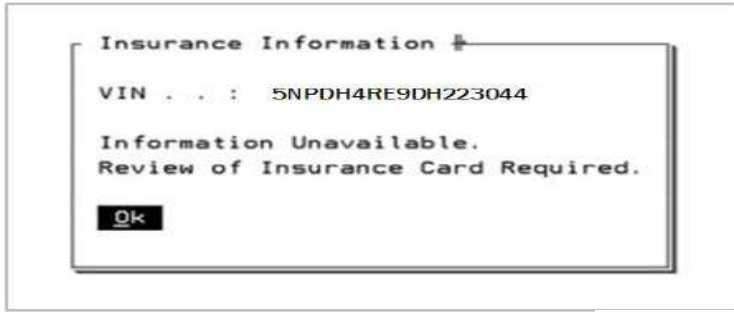 Insurance Information
VIN . . : 5NPDH4RE9DH223044
Information Unavailable.
Review of Insurance Card Required.
Ok